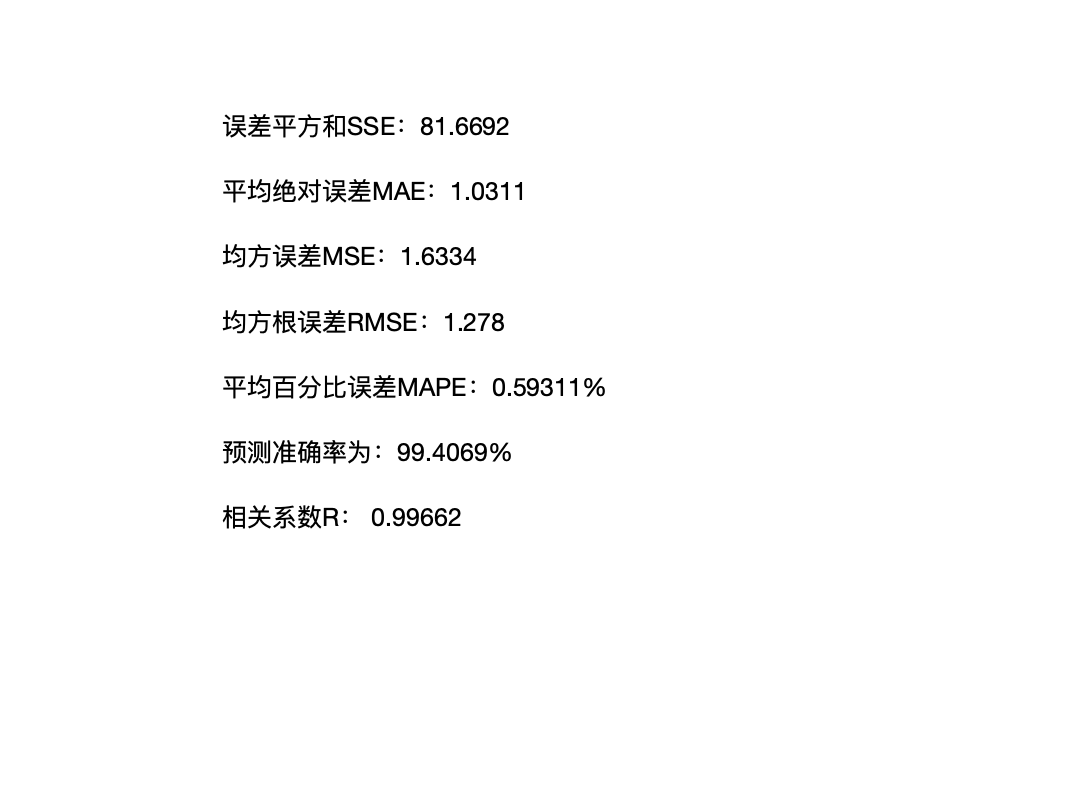 误差平方和SSE：81.6692
平均绝对误差MAE：1.0311
均方误差MSE：1.6334
均方根误差RMSE：1.278
平均百分比误差MAPE：0.59311%
预测准确率为：99.4069%
相关系数R： 0.99662